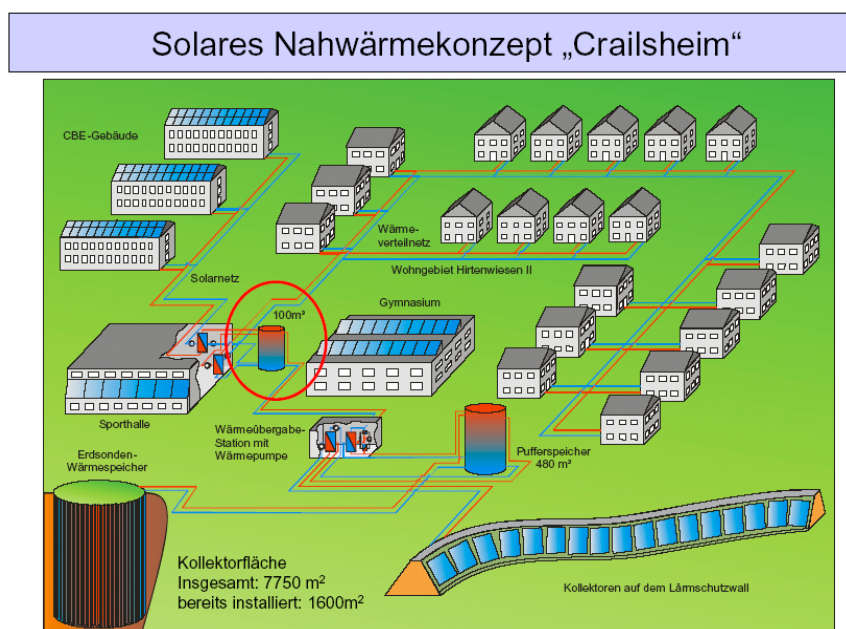 Solares Nahwärmekonzept „Crailsheim“
CBE-Gebäude
Wärme-
verteilnetz
Wohngebiet Hirtenwiesen II
Solarnetz
100m³
Gymnasium
Sporthalle
Wärmeübergabe-
Station mit
Wärmepumpe
Pufferspeicher
480 m³
Erdsonden-
Wärmespeicher
Kollektorfläche
Insgesamt: 7750 m²
bereits installiert: 1600m²
Kollektoren auf dem Lärmschutzwall